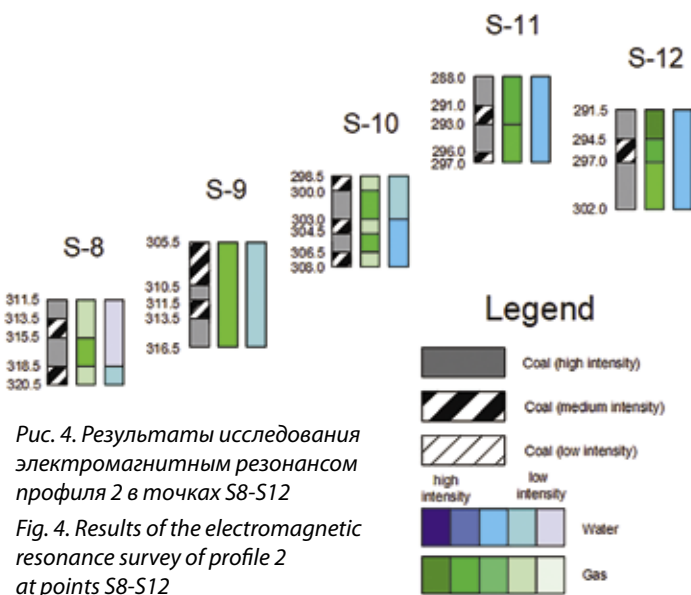 S-11
288.0
291.0
293.0
296.0
297.0
S-12
291.5
294.5
297.0
302.0
S-10
298.5
300.0
303.0
304.5
306.5
308.0
S-9
305.5
310.5
311.5
313.5
316.5
S-8
311.5
313.5
315.5
318.5
320.5
Legend
Coal (high intensity)
Coal (medium intensity)
Coal (low intensity)
high
intensity
low
intensity
Water
Gas
Рис. 4. Результаты исследования
электромагнитным резонансом
профиля 2 в точках S8-S12
Fig. 4. Results of the electromagnetic
resonance survey of profile 2
at points S8-S12